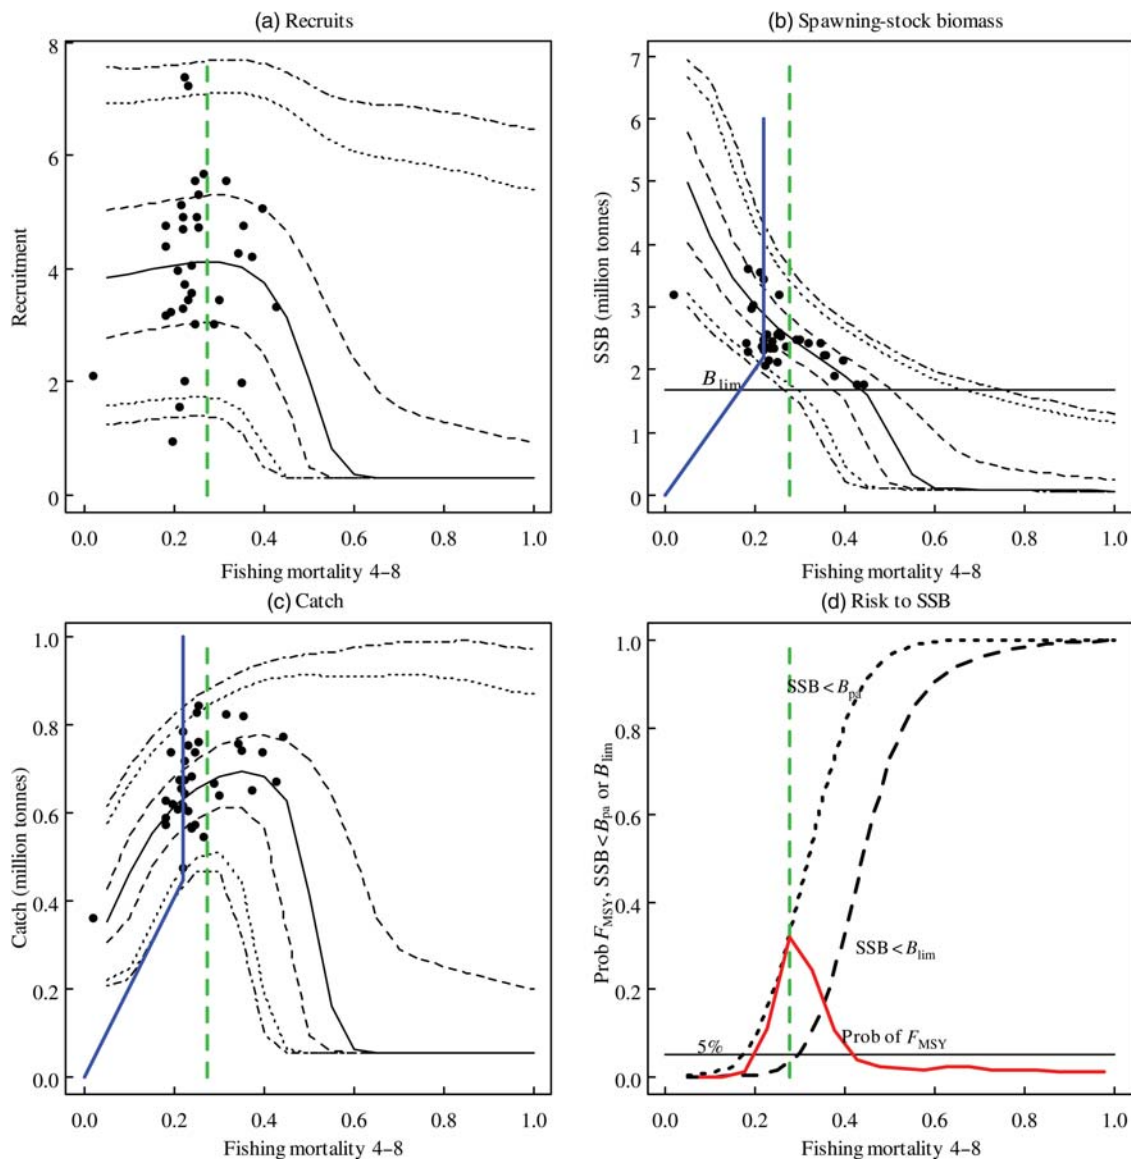 (a) Recruits
8
6
4
2
0
Recruitment
0.0 0.2 0.4 0.6 0.8 1.0
Fishing mortality 4–8
(b) Spawning-stock biomass
7
6
5
4
3
2
1
0
SSB (million tonnes)
B lim
0.0 0.2 0.4 0.6 0.8 1.0
Fishing mortality 4–8
(c) Catch
1.0
0.8
0.6
0.4
0.2
0.0
Catch (million tonnes)
0.0 0.2 0.4 0.6 0.8 1.0
Fishing mortality 4–8
(d) Risk to SSB
1.0
0.8
0.6
0.4
0.2
0.0
Prob FMSY, SSB<Bpa or Blim
SSB<Bpa
SSB<Blim
Prob of FMSY
5%
0.0 0.2 0.4 0.6 0.8 1.0
Fishing mortality 4–8